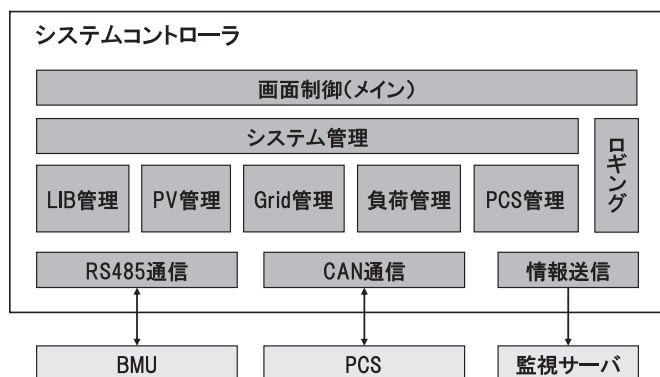 システムコントローラ
画面制御(メイン)
システム管理
ロギング
LIB管理
PV管理
Grid管理
負荷管理
PCS管理
RS485通信
CAN通信
情報送信
BMU
PCS
監視サーバ